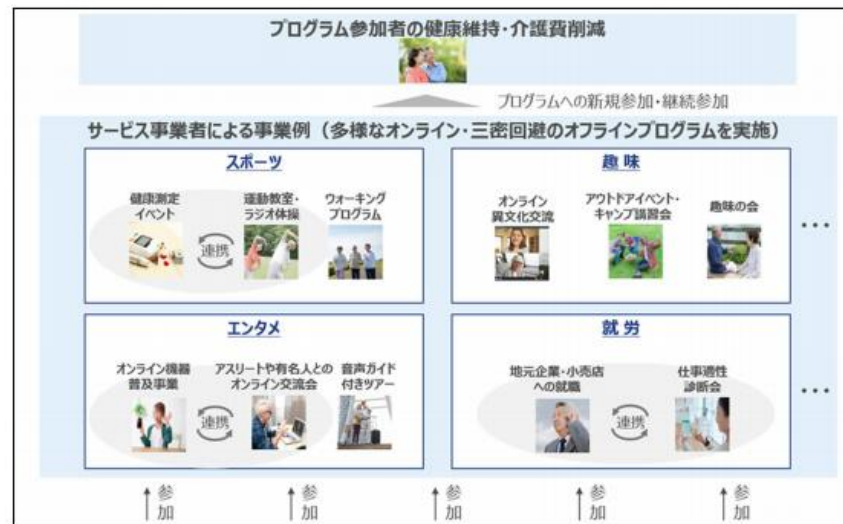 プログラム参加者の健康維持・介護費削減
プログラムへの新規参加・継続参加
サービス事業者による事業例（多様なオンライン・三密回避のオフラインプログラムを実施）
スポーツ
健康測定
イベント
連携
運動教室・
ラジオ体操
ウォーキング
プログラム
趣味
オンライン
異文化交流
アウトドアイベント・
キャンプ講習会
趣味の会
・・・
エンタメ
オンライン機器
普及事業
連携
アスリートや有名人との
オンライン交流会
音声ガイド
付きツアー
就労
地元企業・小売店
への就職
連携
仕事適性
診断会
・・・
参加
参加
参加
参加
参加